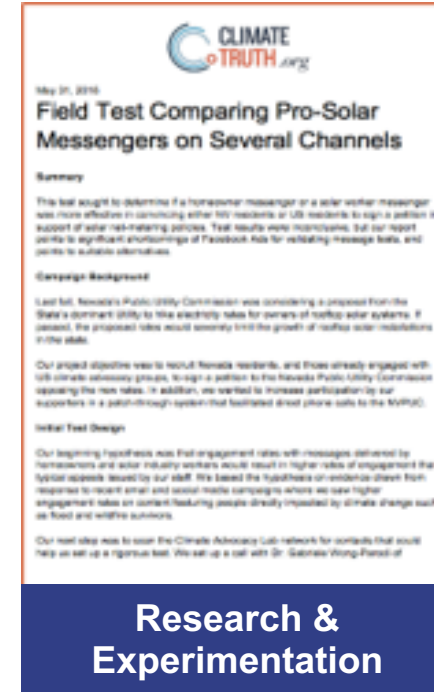 CLIMATE
TRUTH.org
May 31, 2016
Field Test Comparing Pro-Solar
Messengers on Several Channels
Summary
This test sought to determine if a homeowner messenger or a solar worker messenger
was more effective in convincing either NV residents or US residents to sign a petition in
support of solar net-metering policies. Test results were inconclusive, but our report
points to significant shortcomings of Facebook Ads for validating message tests, and
points to suitable alternatives.
Campaign Background
Last fall, Nevada's Public Utility Commission was considering a proposal from the
State's dominant Utility to hike electricity rates for owners of rooftop solar systems. If
passed, the proposed rates would severely limit the growth of rooftop solar installations
in the state.
Our project objective was to recruit Nevada residents, and those already engaged with
US climate advocacy groups, to sign a petition to the Nevada Public Utility Commission
opposing the new rates. In addition, we wanted to increase participation by our
supporters in a patch-through system that facilitated direct phone calls to the NVPUC.
Initial Test Design
Our beginning hypothesis was that engagement rates with messages delivered by
homeowners and solar industry workers would result in higher rates of engagement than
typical appeals issued by our staff. We based the hypothesis on evidence drawn from
response to recent email and social media campaigns where we saw higher
engagement rates on content featuring people directly impacted by climate change such
as flood and wildfire survivors.
Our next step was to scan the Climate Advocacy Lab network for contacts that could
help us set up a rigorous test. We set up a call with Dr. Gabrielle Wong-Parodi of
Research &
Experimentation